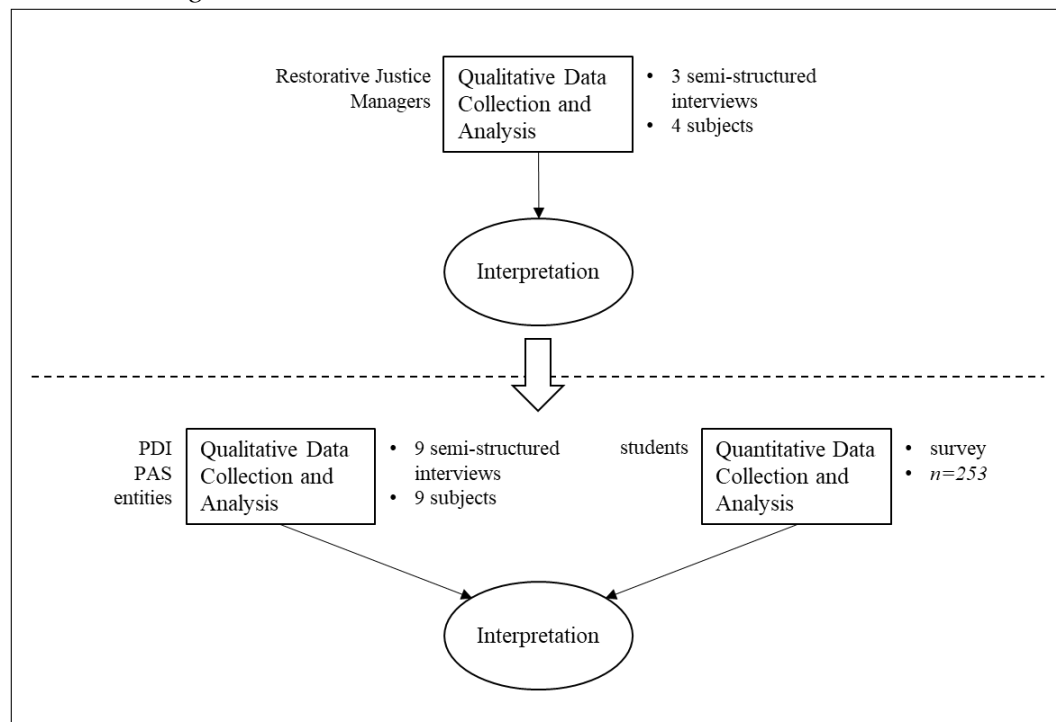 Restorative Justice
Managers
Qualitative Data
Collection and
Analysis
• 3 semi-structured
interviews
• 4 subjects
Interpretation
PDI
PAS
entities
Qualitative Data
Collection and
Analysis
• 9 semi-structured
interviews
• 9 subjects
students
Quantitative Data
Collection and
Analysis
• survey
• n=253
Interpretation